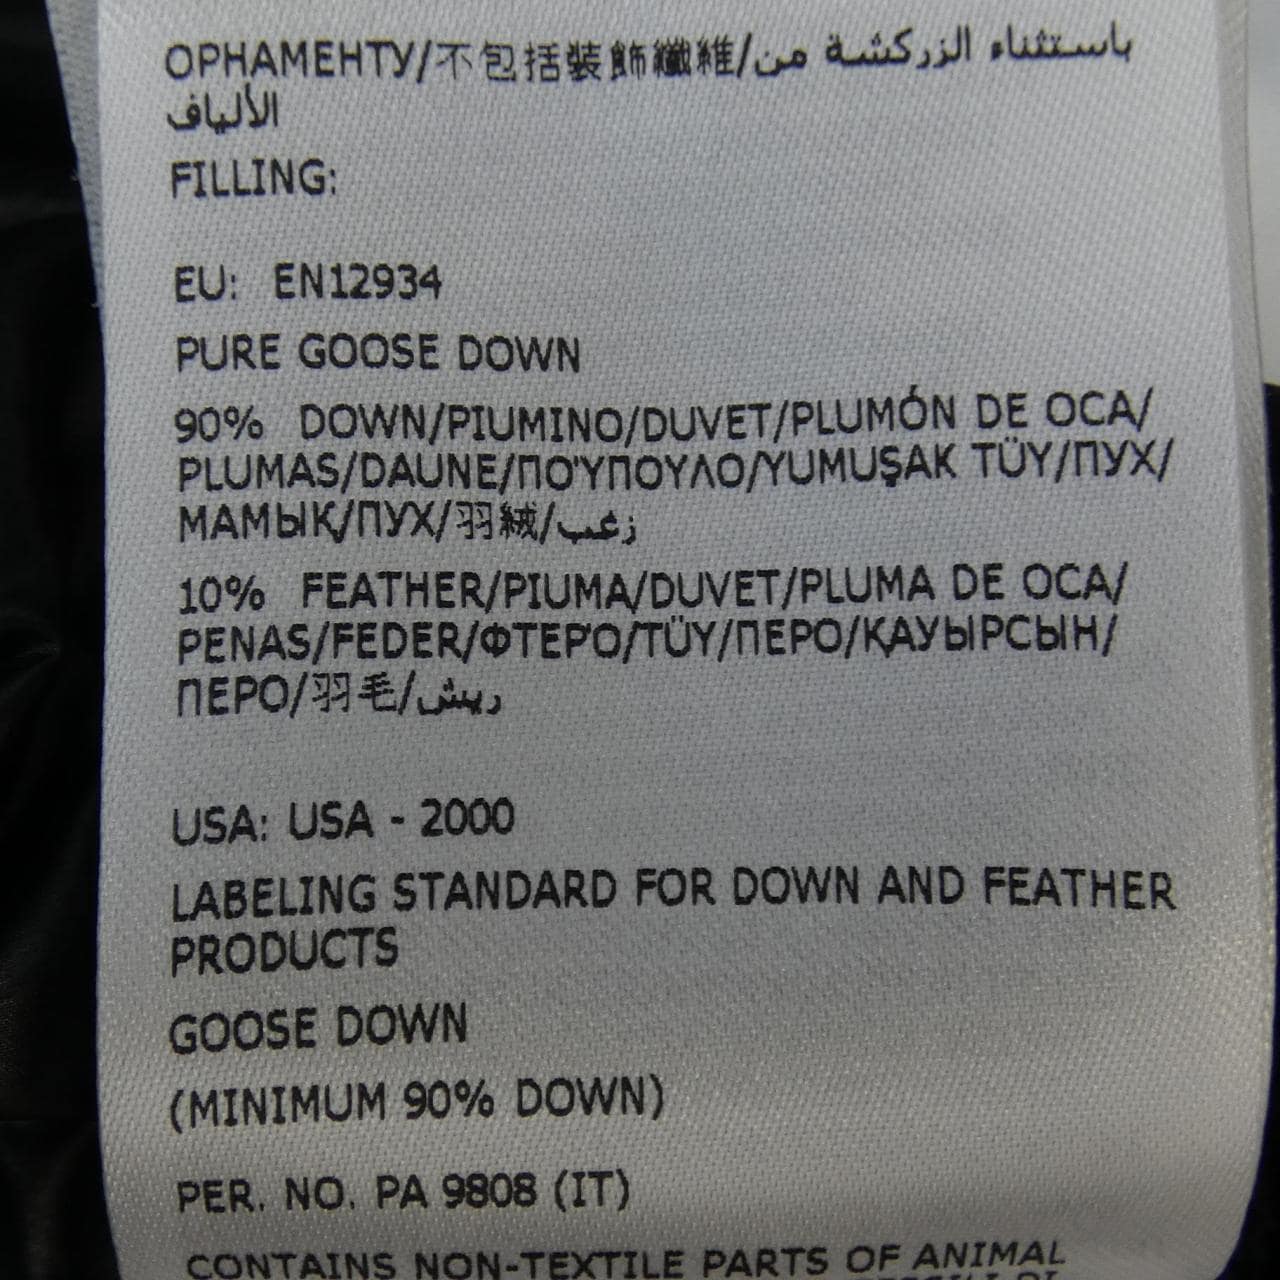 ОРНАМЕНТУ/不包括裝飾纖維/باستثناء الزركشة من
الألياف
FILLING:
EU: EN12934
PURE GOOSE DOWN
90% DOWN/PIUMINO/DUVET/PLUMÓN DE OCA/
PLUMAS/DAUNE/ΠΟΎΠΟΥΛΟ/YUMUŞAK TÜY/ПУХ/
МАМЫҚ/ПУХ/羽絨/زغب
10% FEATHER/PIUMA/DUVET/PLUMA DE OCA/
PENAS/FEDER/ΦΤΕΡΌ/TÜY/ПЕРО/ҚАУЫРСЫН/
ПЕРО/羽毛/ريش
USA: USA - 2000
LABELING STANDARD FOR DOWN AND FEATHER
PRODUCTS
GOOSE DOWN
(MINIMUM 90% DOWN)
PER. NO. PA 9808 (IT)
CONTAINS NON-TEXTILE PARTS OF ANIMAL